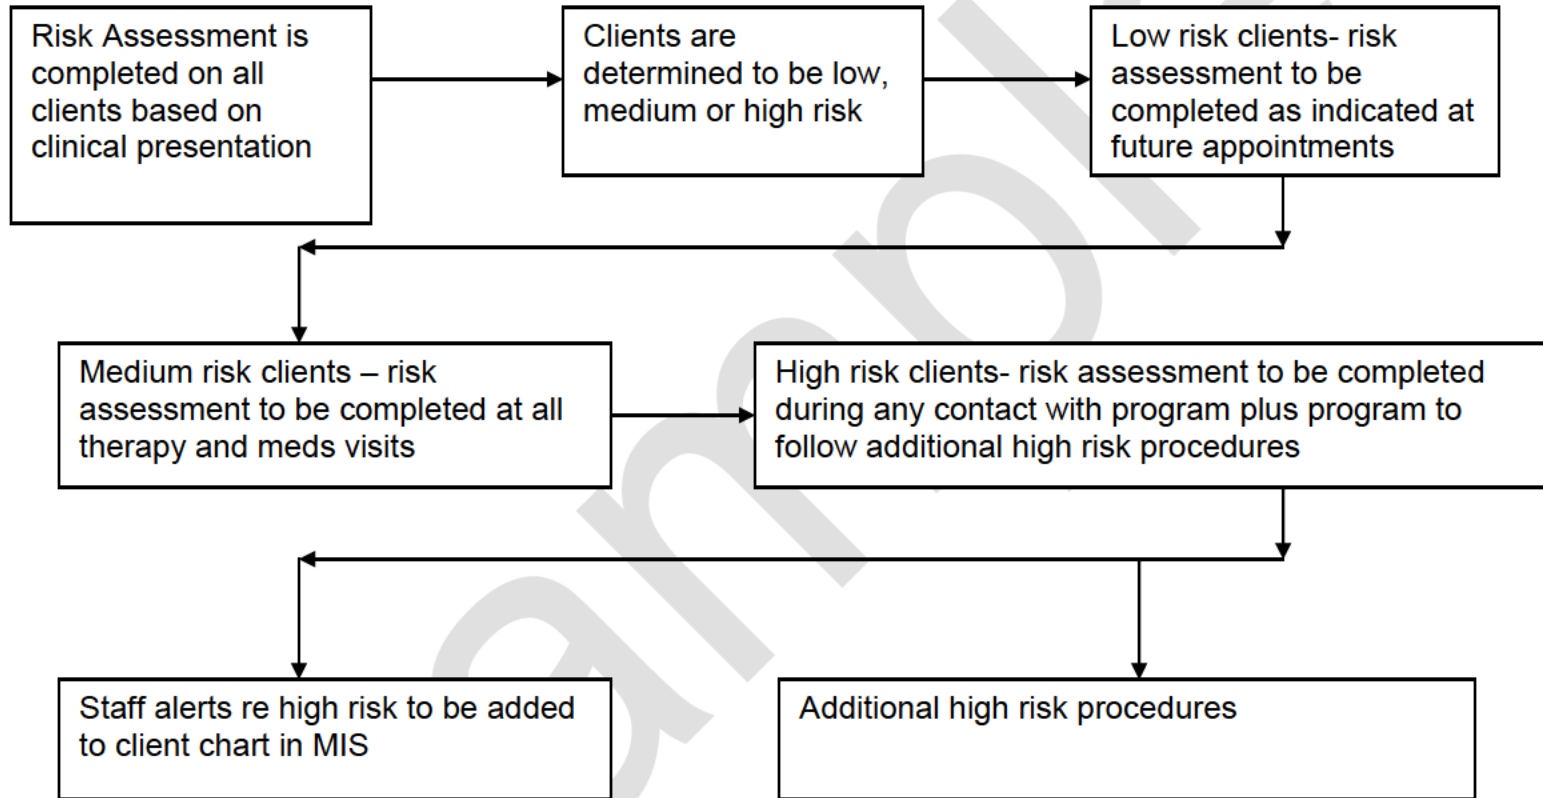 Risk Assessment is
completed on all
clients based on
clinical presentation
Clients are
determined to be low,
medium or high risk
Low risk clients- risk
assessment to be
completed as indicated at
future appointments
Medium risk clients – risk
assessment to be completed at all
therapy and meds visits
High risk clients- risk assessment to be completed
during any contact with program plus program to
follow additional high risk procedures
Staff alerts re high risk to be added
to client chart in MIS
Additional high risk procedures